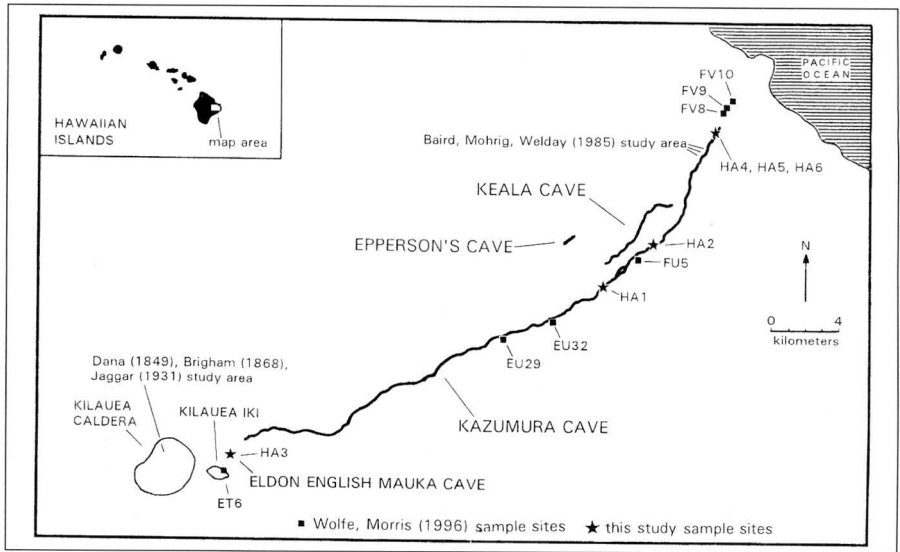 HAWAIIAN
ISLANDS
map area
PACIFIC
OCEAN
FV10
FV9
FV8
Baird, Mohrig, Welday (1985) study area
HA4, HA5, HA6
KEALA CAVE
EPPERSON'S CAVE
HA2
FU5
HA1
N
0 4
kilometers
EU32
EU29
Dana (1849), Brigham (1868),
Jaggar (1931) study area
KILAUEA
CALDERA
KILAUEA IKI
KAZUMURA CAVE
HA3
ELDON ENGLISH MAUKA CAVE
ET6
Wolfe, Morris (1996) sample sites
this study sample sites